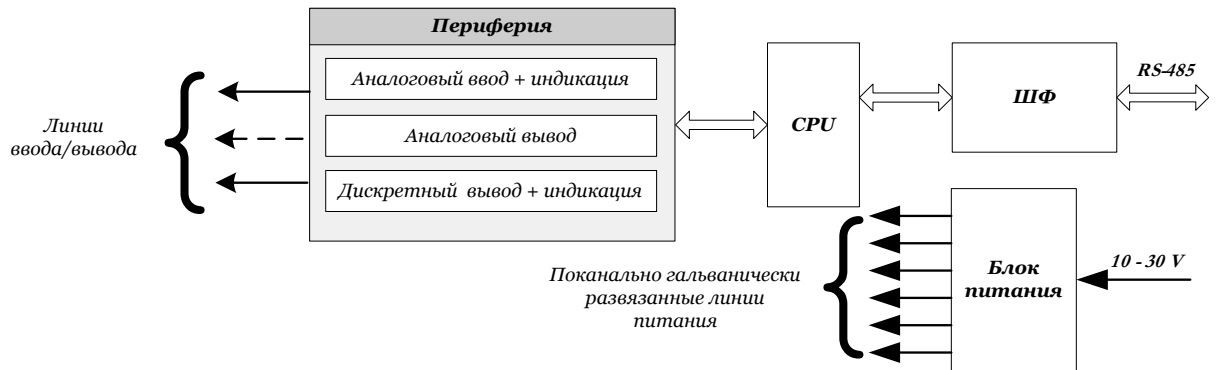 Периферия
Аналоговый ввод + индикация
Аналоговый вывод
Дискретный вывод + индикация
Линии
ввода/вывода
CPU
ШФ
RS-485
Поканально гальванически
развязанные линии
питания
Блок
питания
10 - 30 V